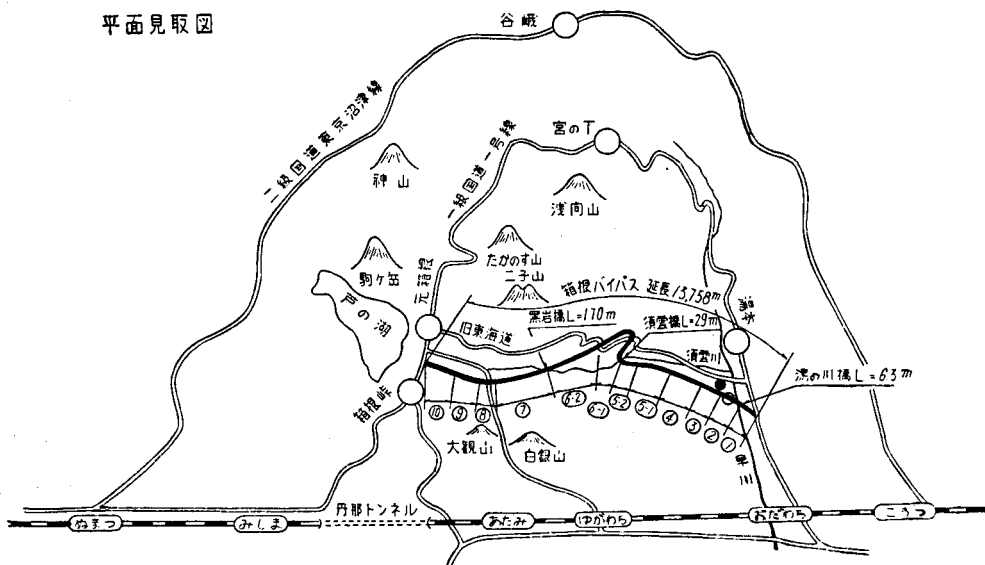 平面見取図
谷峨
二級国道東京沼津線
宮の下
一級国道一号線
神山
浅向山
たかのす山
二子山
駒ヶ岳
元箱根
箱根バイパス 延長13,758m
湯本
芦の湖
黒岩橋L=170m
須雲橋L=29m
旧東海道
須雲川
湯の川橋L=63m
箱根峠
⑩ ⑨ ⑧ ⑦ 6-2 6-1 5-2 5-1 ④ ③ ② ①
大観山
白銀山
早川
丹那トンネル
ぬまづ
みしま
あたみ
ゆがわら
おだわら
こうづ